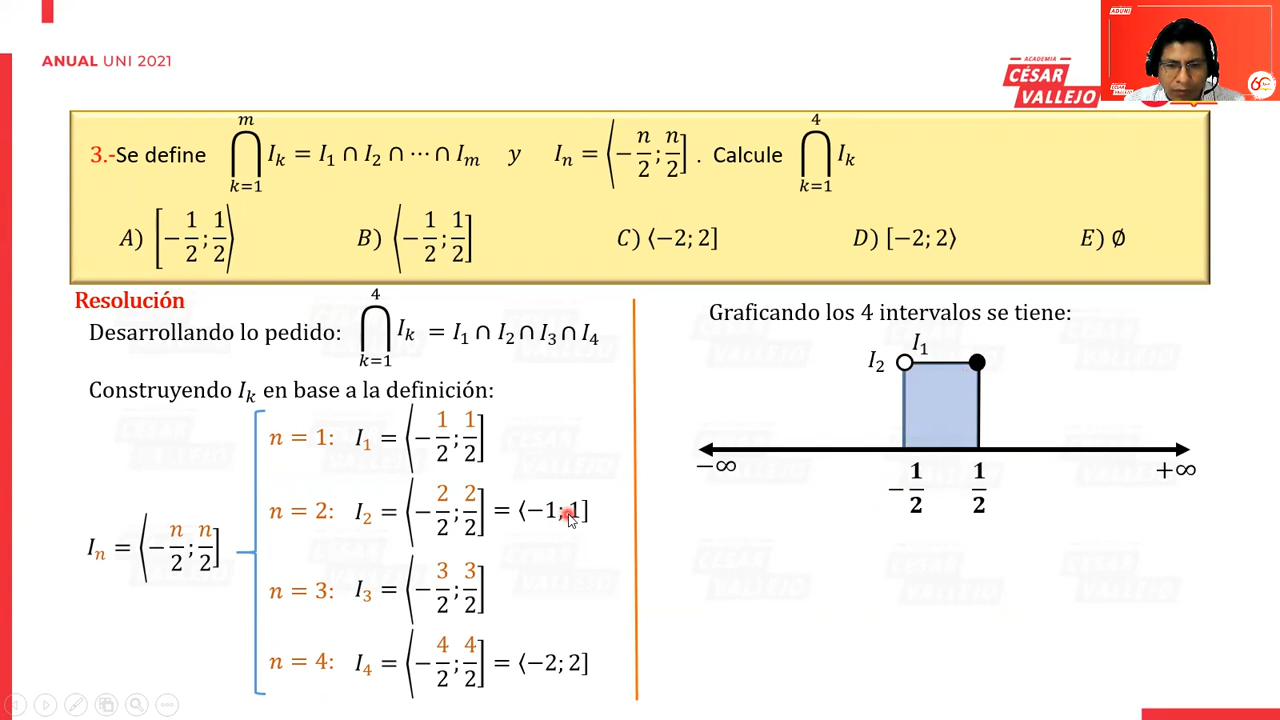 ANUAL UNI 2021
ACADEMIA
CÉSAR
VALLEJO
ADUNI
3.-Se define ⋂_{k=1}^{m} I_k = I_1 ∩ I_2 ∩ ⋯ ∩ I_m y I_n = ⟨-n/2; n/2] . Calcule ⋂_{k=1}^{4} I_k
A) [-1/2; 1/2⟩ B) ⟨-1/2; 1/2] C) ⟨-2; 2] D) [-2; 2⟩ E) ∅
Resolución
Desarrollando lo pedido: ⋂_{k=1}^{4} I_k = I_1 ∩ I_2 ∩ I_3 ∩ I_4
Construyendo I_k en base a la definición:
I_n = ⟨-n/2; n/2]
n = 1: I_1 = ⟨-1/2; 1/2]
n = 2: I_2 = ⟨-2/2; 2/2] = ⟨-1; 1]
n = 3: I_3 = ⟨-3/2; 3/2]
n = 4: I_4 = ⟨-4/2; 4/2] = ⟨-2; 2]
Graficando los 4 intervalos se tiene:
I_1
I_2
-∞ -1/2 1/2 +∞